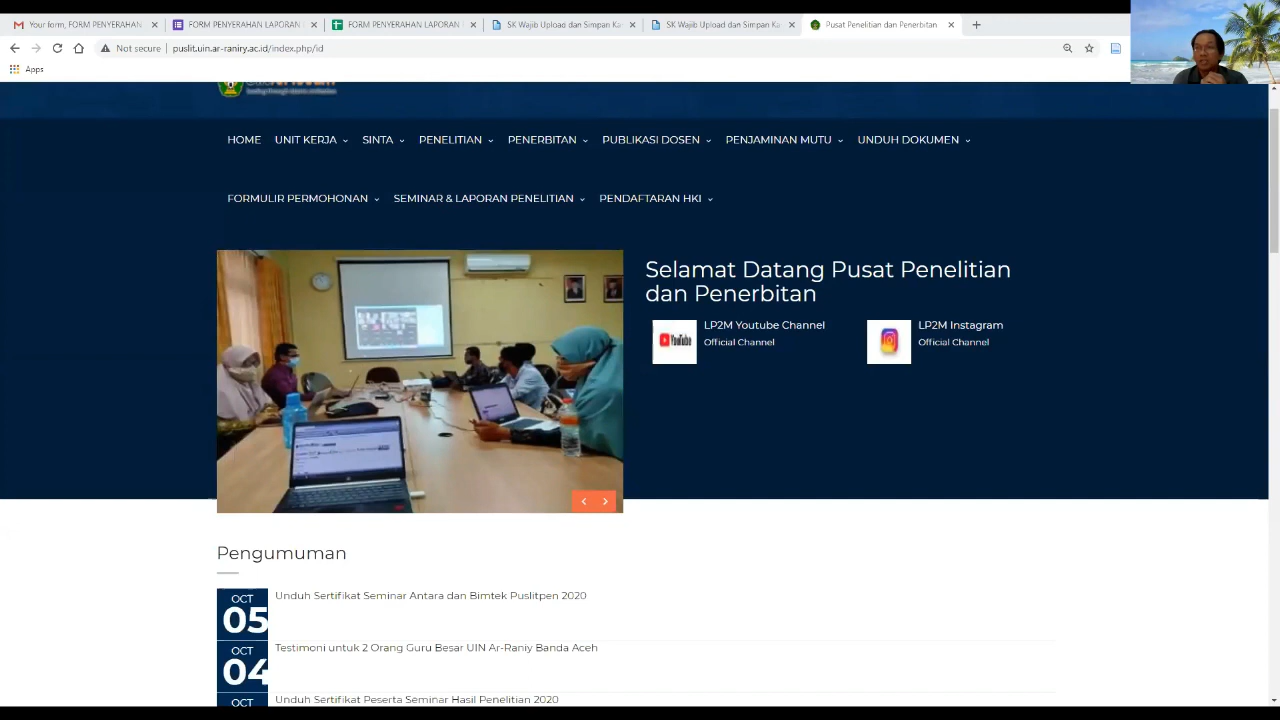 Your form, FORM PENYERAHAN
FORM PENYERAHAN LAPORAN
FORM PENYERAHAN LAPORAN
SK Wajib Upload dan Simpan Ka
SK Wajib Upload dan Simpan Ka
Pusat Penelitian dan Penerbitan
Not secure
puslit.uin.ar-raniry.ac.id/index.php/id
Apps
HOME
UNIT KERJA
SINTA
PENELITIAN
PENERBITAN
PUBLIKASI DOSEN
PENJAMINAN MUTU
UNDUH DOKUMEN
FORMULIR PERMOHONAN
SEMINAR & LAPORAN PENELITIAN
PENDAFTARAN HKI
Selamat Datang Pusat Penelitian
dan Penerbitan
YouTube
LP2M Youtube Channel
Official Channel
LP2M Instagram
Official Channel
Pengumuman
OCT
05
Unduh Sertifikat Seminar Antara dan Bimtek Puslitpen 2020
OCT
04
Testimoni untuk 2 Orang Guru Besar UIN Ar-Raniy Banda Aceh
OCT
Unduh Sertifikat Peserta Seminar Hasil Penelitian 2020